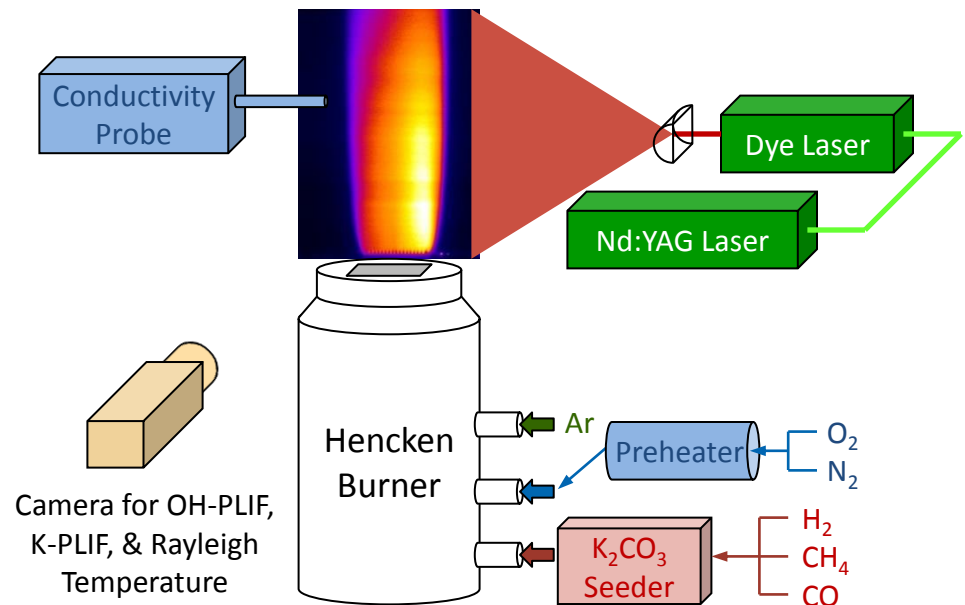 Conductivity
Probe
Dye Laser
Nd:YAG Laser
Hencken
Burner
Ar
Preheater
O₂
N₂
K₂CO₃
Seeder
H₂
CH₄
CO
Camera for OH-PLIF,
K-PLIF, & Rayleigh
Temperature